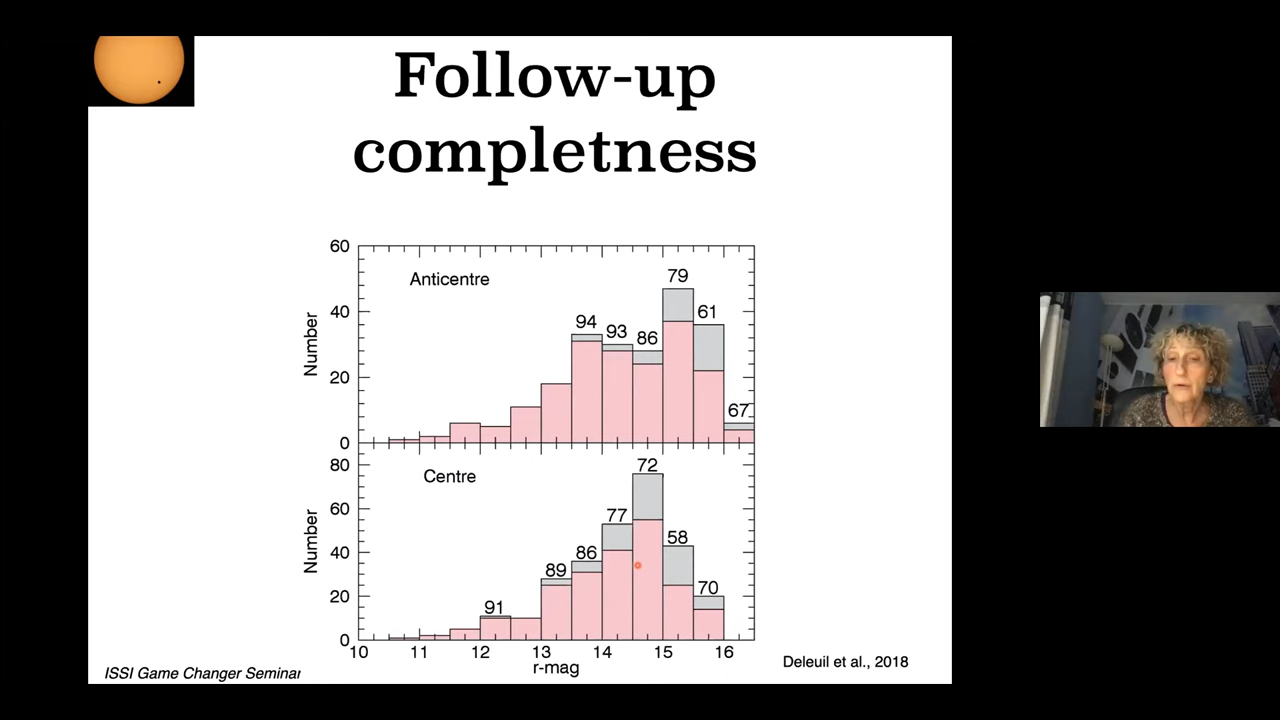 Follow-up
completness
60
Anticentre
79
94
93
86
61
40
Number
20
67
0
80
Centre
72
77
58
60
Number
86
89
40
70
91
20
0
10 11 12 13 14 15 16
r-mag
ISSI Game Changer Seminar
Deleuil et al., 2018